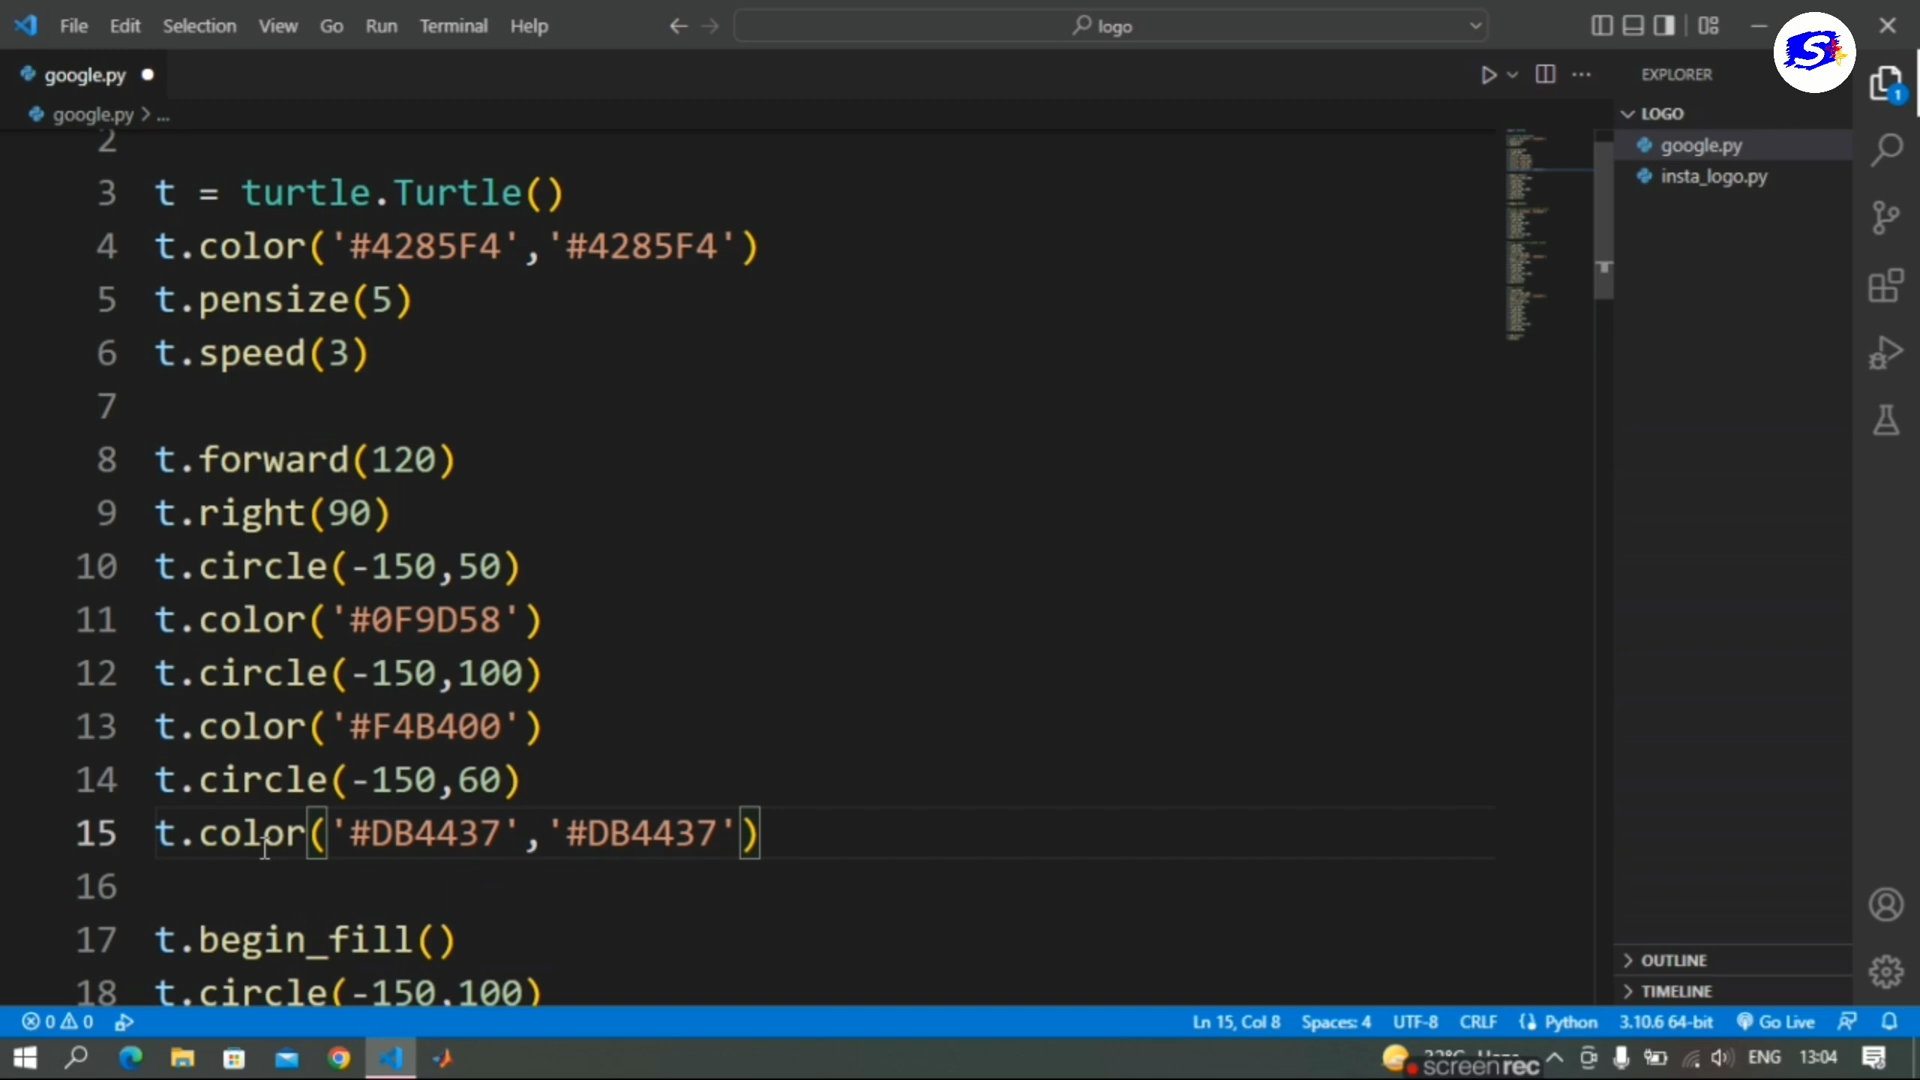 File Edit Selection View Go Run Terminal Help
logo
google.py
EXPLORER
google.py > ...
LOGO
google.py
insta_logo.py
2
3 t = turtle.Turtle()
4 t.color('#4285F4','#4285F4')
5 t.pensize(5)
6 t.speed(3)
7
8 t.forward(120)
9 t.right(90)
10 t.circle(-150,50)
11 t.color('#0F9D58')
12 t.circle(-150,100)
13 t.color('#F4B400')
14 t.circle(-150,60)
15 t.color('#DB4437','#DB4437')
16
17 t.begin_fill()
18 t.circle(-150,100)
OUTLINE
TIMELINE
0 0 Ln 15, Col 8 Spaces: 4 UTF-8 CRLF Python 3.10.6 64-bit Go Live
ENG 13:04
screenrec
S
1